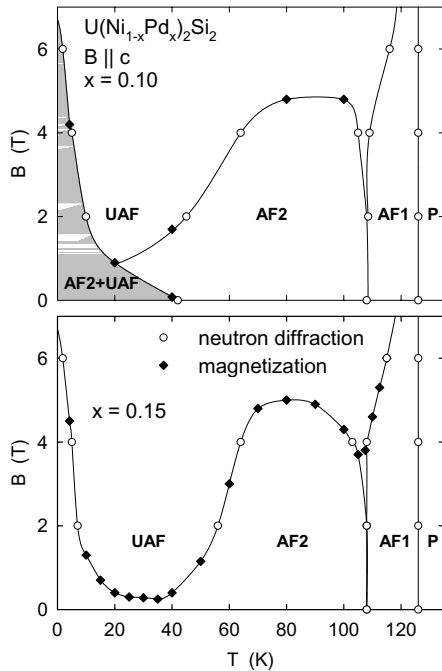 U(Ni1-xPdx)2Si2
B || c
x = 0.10
6
4
2
0
B (T)
UAF
AF2
AF1
P
AF2+UAF
neutron diffraction
magnetization
x = 0.15
6
4
2
0
B (T)
UAF
AF2
AF1
P
0 20 40 60 80 100 120
T (K)